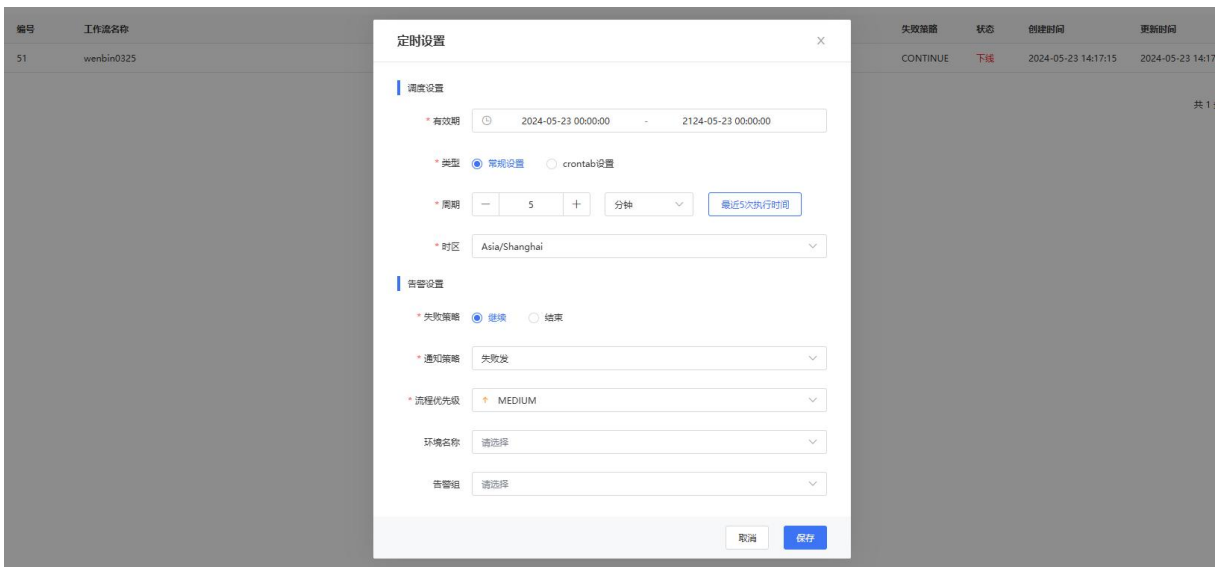 编号 工作流名称 失败策略 状态 创建时间 更新时间
51 wenbin0325 CONTINUE 下线 2024-05-23 14:17:15 2024-05-23 14:17
共 1
定时设置
调度设置
* 有效期 2024-05-23 00:00:00 - 2124-05-23 00:00:00
* 类型 常规设置 crontab设置
* 周期 5 分钟 最近5次执行时间
* 时区 Asia/Shanghai
告警设置
* 失败策略 继续 结束
* 通知策略 失败发
* 流程优先级 MEDIUM
环境名称 请选择
告警组 请选择
取消 保存